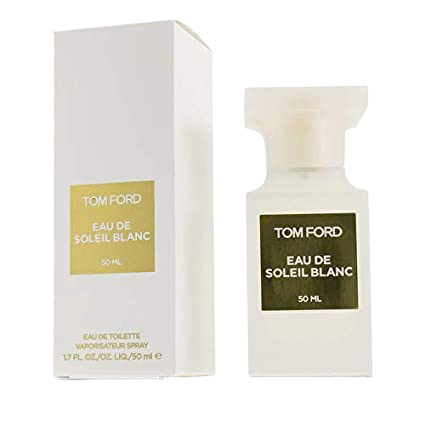 TOM FORD
EAU DE
SOLEIL BLANC
50 ML
EAU DE TOILETTE
VAPORISATEUR SPRAY
1.7 FL. OZ./OZ. LIQ./50 ml ℮
TOM FORD
EAU DE
SOLEIL BLANC
50 ML